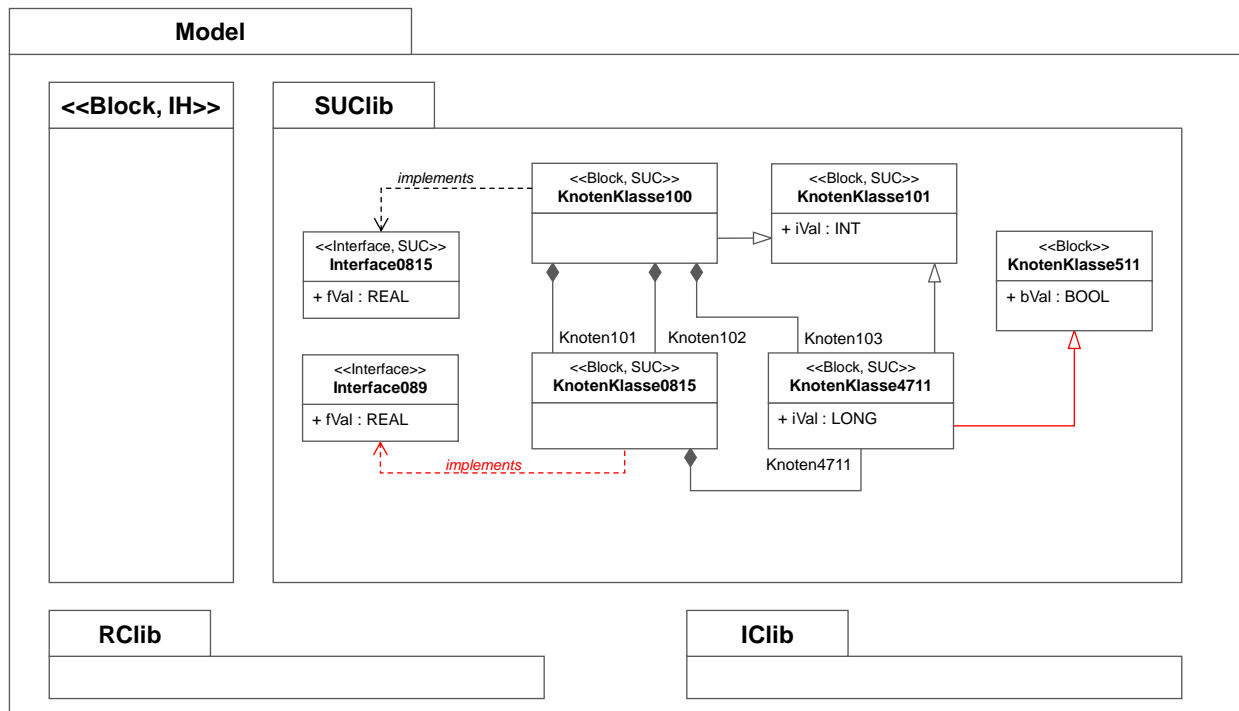 Model
<<Block, IH>>
SUClib
implements
<<Block, SUC>>
KnotenKlasse100
<<Block, SUC>>
KnotenKlasse101
+ iVal : INT
<<Interface, SUC>>
Interface0815
+ fVal : REAL
<<Block>>
KnotenKlasse511
+ bVal : BOOL
Knoten101
Knoten102
Knoten103
<<Interface>>
Interface089
+ fVal : REAL
<<Block, SUC>>
KnotenKlasse0815
<<Block, SUC>>
KnotenKlasse4711
+ iVal : LONG
implements
Knoten4711
RClib
IClib